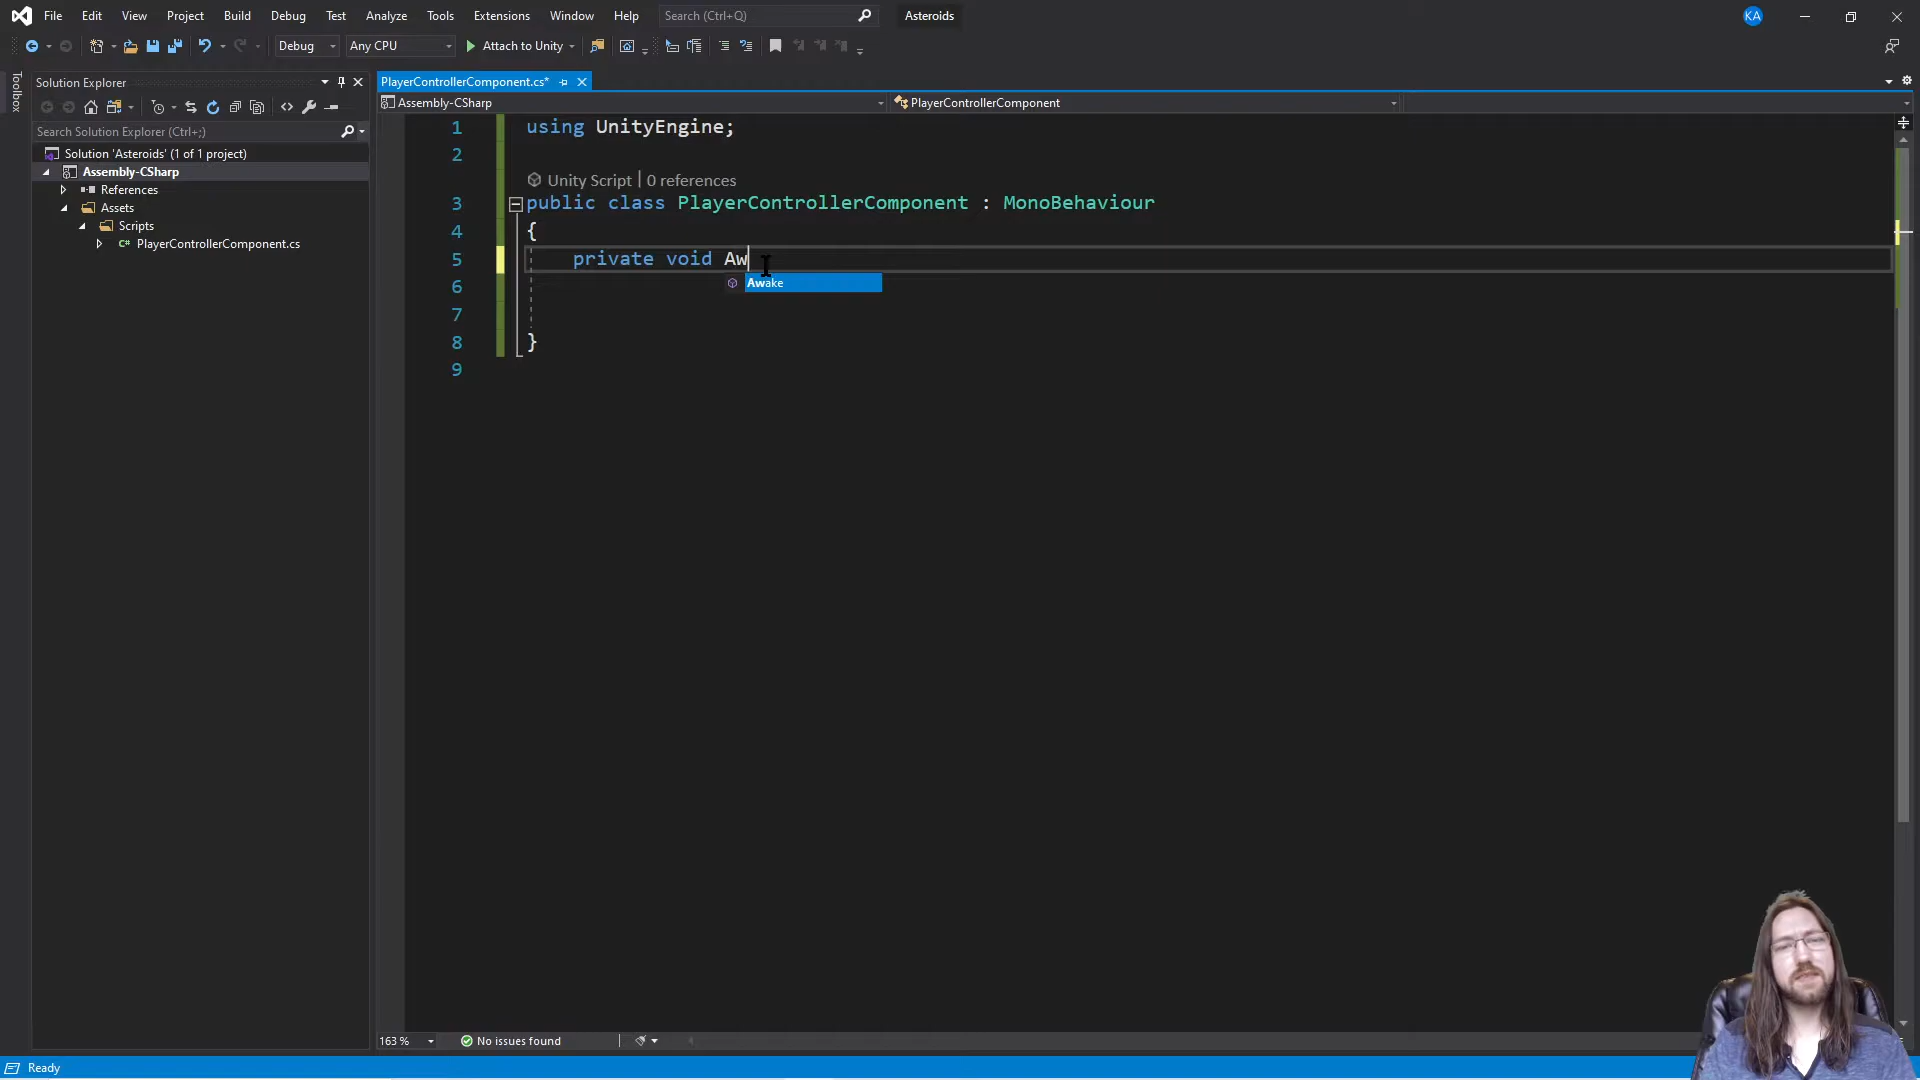 File Edit View Project Build Debug Test Analyze Tools Extensions Window Help Search (Ctrl+Q) Asteroids KA
Debug Any CPU Attach to Unity
Toolbox
Solution Explorer
Search Solution Explorer (Ctrl+;)
Solution 'Asteroids' (1 of 1 project)
Assembly-CSharp
References
Assets
Scripts
C# PlayerControllerComponent.cs
PlayerControllerComponent.cs*
Assembly-CSharp PlayerControllerComponent
1 using UnityEngine;
2
Unity Script | 0 references
3 public class PlayerControllerComponent : MonoBehaviour
4 {
5 private void Aw
Awake
6
7
8 }
9
163 % No issues found
Ready